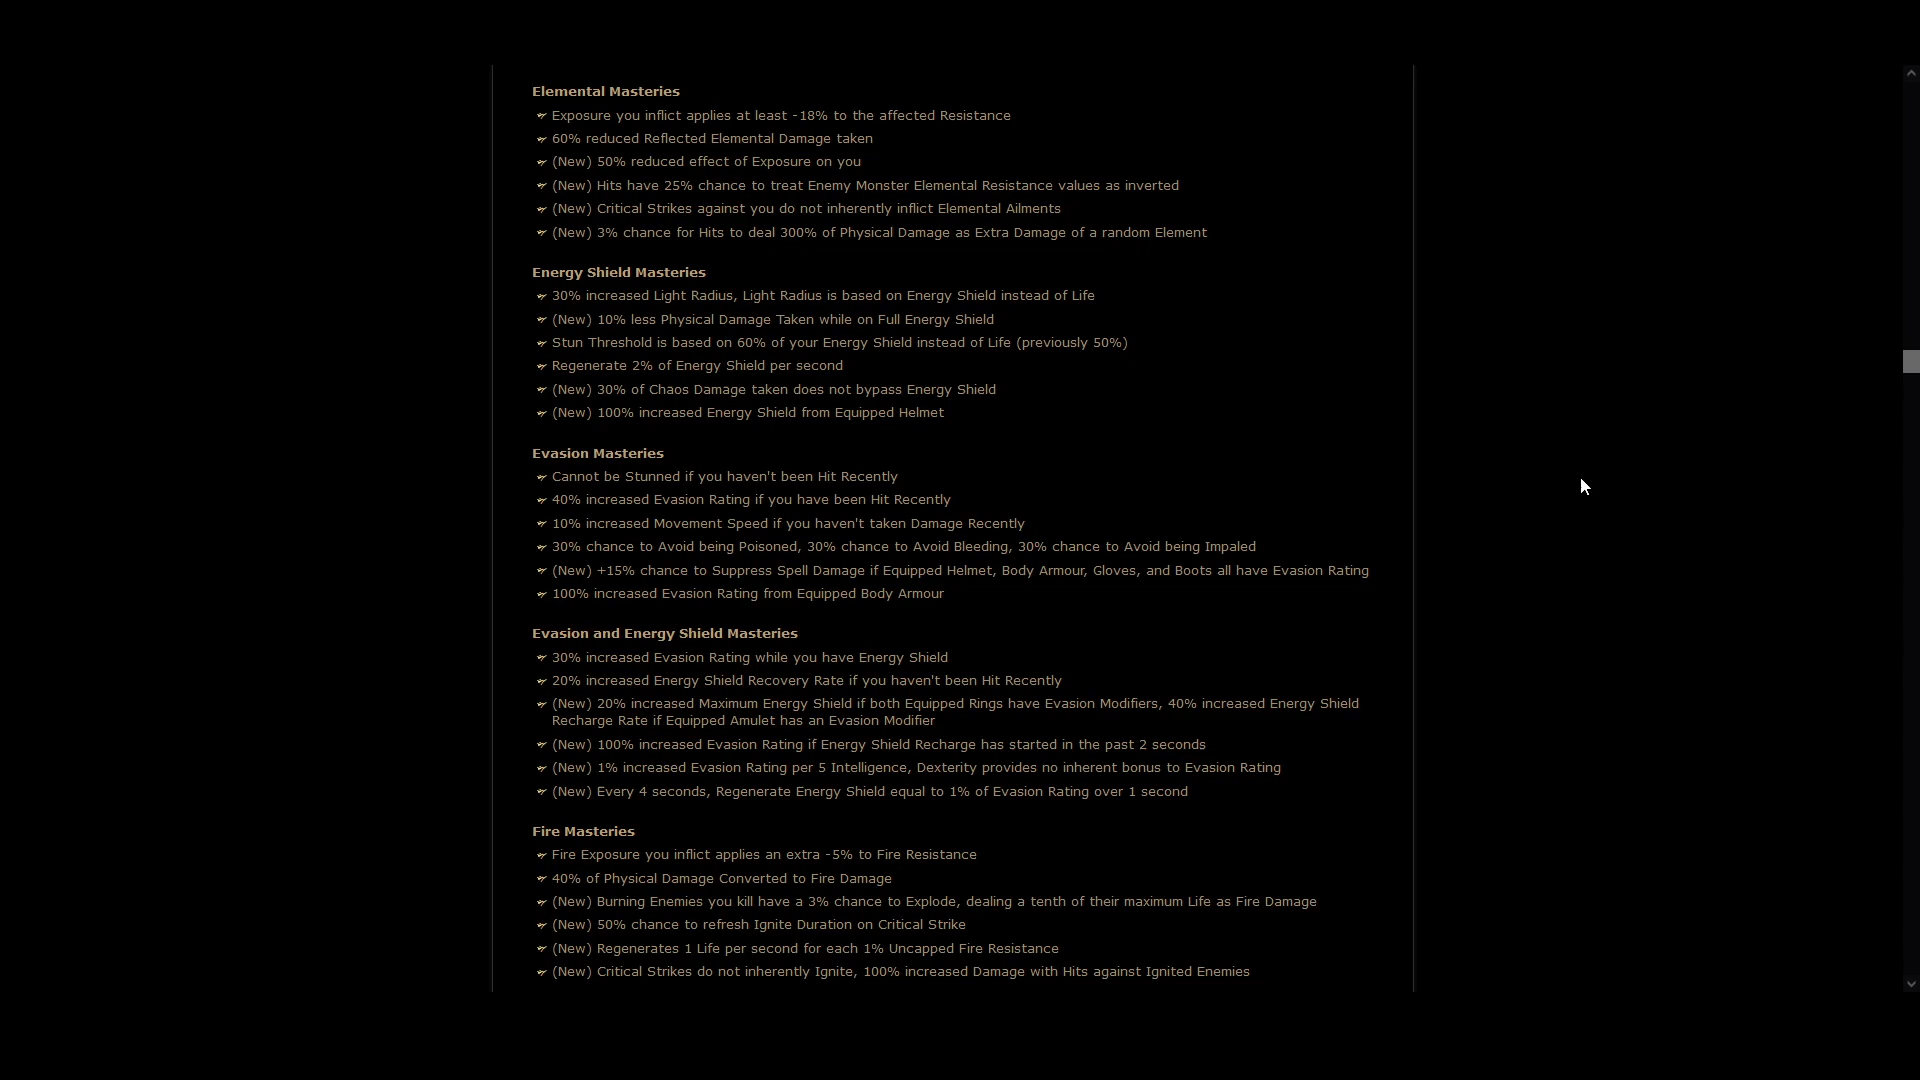 Elemental Masteries
Exposure you inflict applies at least -18% to the affected Resistance
60% reduced Reflected Elemental Damage taken
(New) 50% reduced effect of Exposure on you
(New) Hits have 25% chance to treat Enemy Monster Elemental Resistance values as inverted
(New) Critical Strikes against you do not inherently inflict Elemental Ailments
(New) 3% chance for Hits to deal 300% of Physical Damage as Extra Damage of a random Element
Energy Shield Masteries
30% increased Light Radius, Light Radius is based on Energy Shield instead of Life
(New) 10% less Physical Damage Taken while on Full Energy Shield
Stun Threshold is based on 60% of your Energy Shield instead of Life (previously 50%)
Regenerate 2% of Energy Shield per second
(New) 30% of Chaos Damage taken does not bypass Energy Shield
(New) 100% increased Energy Shield from Equipped Helmet
Evasion Masteries
Cannot be Stunned if you haven't been Hit Recently
40% increased Evasion Rating if you have been Hit Recently
10% increased Movement Speed if you haven't taken Damage Recently
30% chance to Avoid being Poisoned, 30% chance to Avoid Bleeding, 30% chance to Avoid being Impaled
(New) +15% chance to Suppress Spell Damage if Equipped Helmet, Body Armour, Gloves, and Boots all have Evasion Rating
100% increased Evasion Rating from Equipped Body Armour
Evasion and Energy Shield Masteries
30% increased Evasion Rating while you have Energy Shield
20% increased Energy Shield Recovery Rate if you haven't been Hit Recently
(New) 20% increased Maximum Energy Shield if both Equipped Rings have Evasion Modifiers, 40% increased Energy Shield
Recharge Rate if Equipped Amulet has an Evasion Modifier
(New) 100% increased Evasion Rating if Energy Shield Recharge has started in the past 2 seconds
(New) 1% increased Evasion Rating per 5 Intelligence, Dexterity provides no inherent bonus to Evasion Rating
(New) Every 4 seconds, Regenerate Energy Shield equal to 1% of Evasion Rating over 1 second
Fire Masteries
Fire Exposure you inflict applies an extra -5% to Fire Resistance
40% of Physical Damage Converted to Fire Damage
(New) Burning Enemies you kill have a 3% chance to Explode, dealing a tenth of their maximum Life as Fire Damage
(New) 50% chance to refresh Ignite Duration on Critical Strike
(New) Regenerates 1 Life per second for each 1% Uncapped Fire Resistance
(New) Critical Strikes do not inherently Ignite, 100% increased Damage with Hits against Ignited Enemies